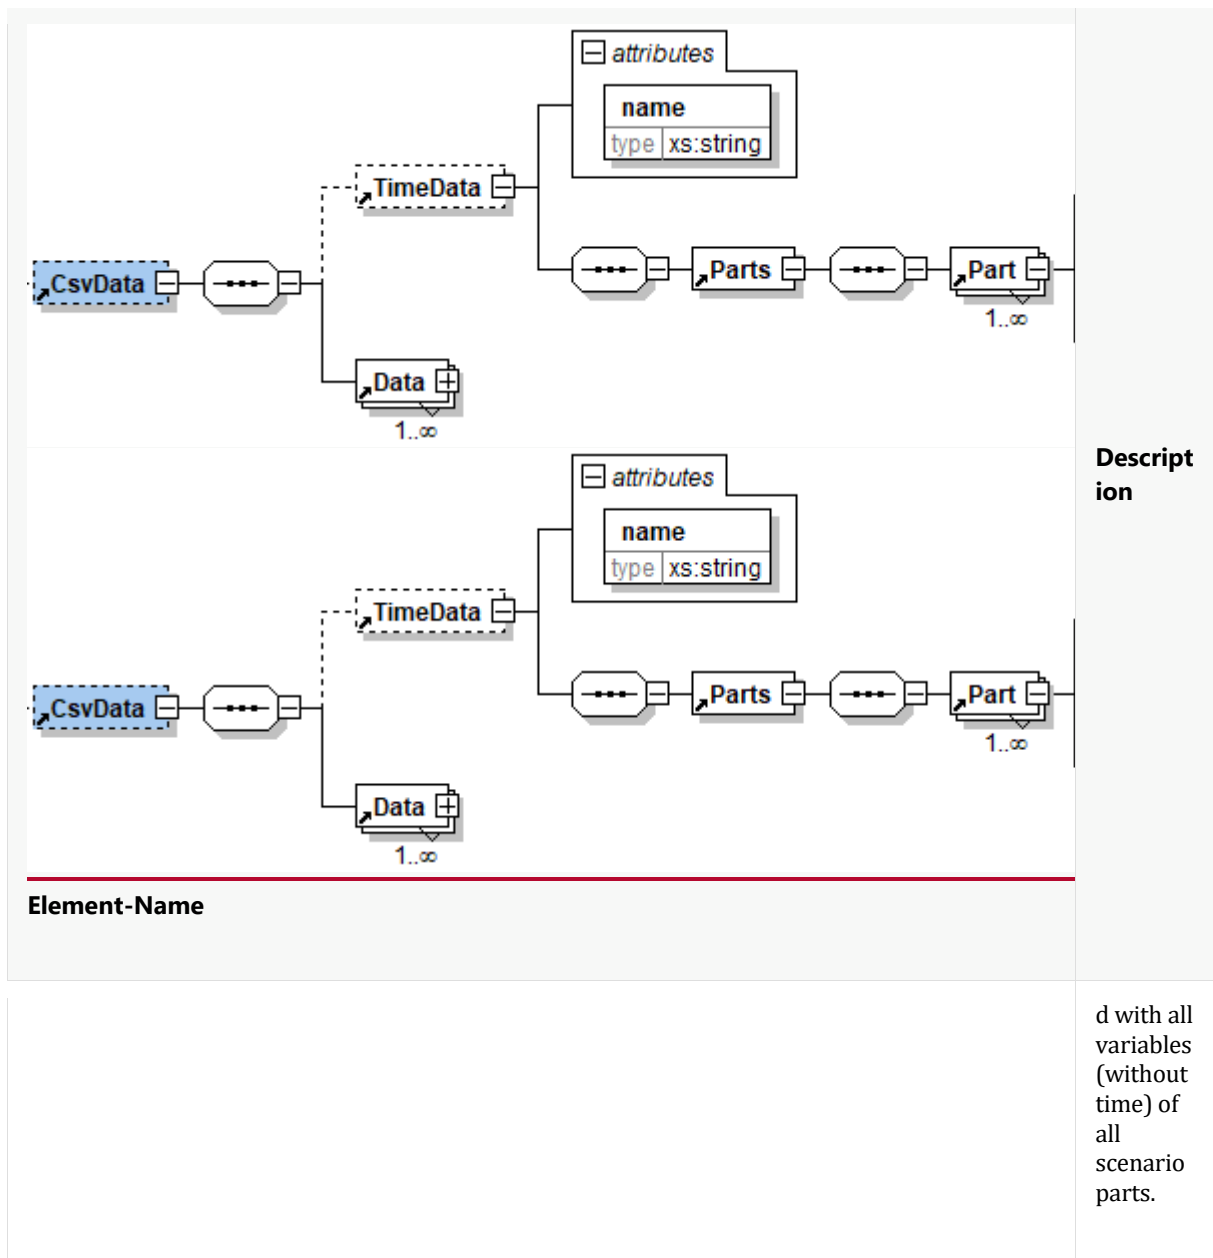 attributes
name
type xs:string
TimeData
CsvData
Parts
Part
1..∞
Data
1..∞
attributes
name
type xs:string
TimeData
CsvData
Parts
Part
1..∞
Data
1..∞
Descript
ion
Element-Name
d with all
variables
(without
time) of
all
scenario
parts.